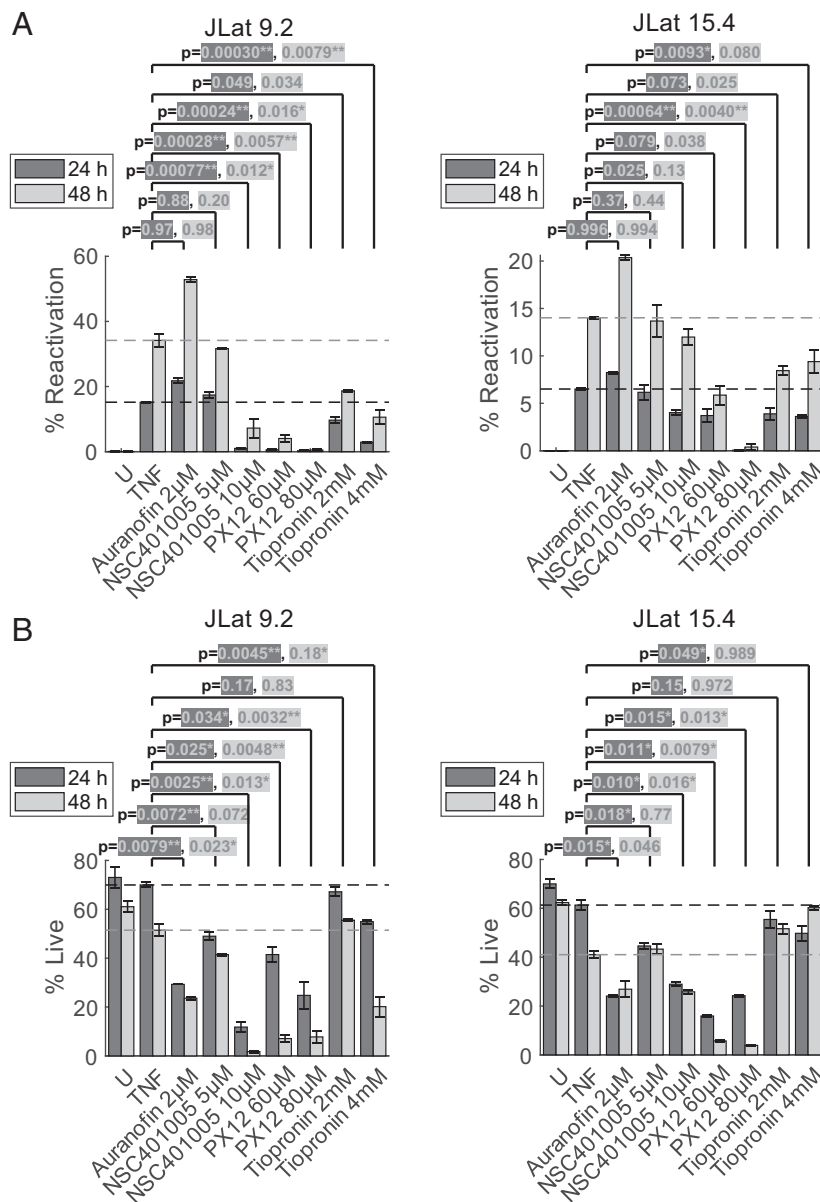 A
JLat 9.2
p=0.00030**, 0.0079**
0.049, 0.034
0.00024**, 0.016*
0.00028**, 0.0057**
p=0.00077**, 0.012*
p=0.88, 0.20
p=0.97, 0.98
24 h
48 h
% Reactivation
60
40
20
0
U
TNF
Auranofin 2µM
NSC401005 5µM
NSC401005 10µM
PX12 60µM
PX12 80µM
Tiopronin 2mM
Tiopronin 4mM
JLat 15.4
p=0.0093*, 0.080
p=0.073, 0.025
p=0.00064**, 0.0040**
p=0.079, 0.038
p=0.025, 0.13
p=0.37, 0.44
p=0.996, 0.994
24 h
48 h
% Reactivation
20
15
10
5
0
U
TNF
Auranofin 2µM
NSC401005 5µM
NSC401005 10µM
PX12 60µM
PX12 80µM
Tiopronin 2mM
Tiopronin 4mM
B
JLat 9.2
p=0.0045**, 0.18*
p=0.17, 0.83
p=0.034*, 0.0032**
p=0.025*, 0.0048**
p=0.0025**, 0.013*
p=0.0072**, 0.072
p=0.0079**, 0.023*
24 h
48 h
% Live
80
60
40
20
0
U
TNF
Auranofin 2µM
NSC401005 5µM
NSC401005 10µM
PX12 60µM
PX12 80µM
Tiopronin 2mM
Tiopronin 4mM
JLat 15.4
p=0.049*, 0.989
p=0.15, 0.972
p=0.015*, 0.013*
p=0.011*, 0.0079*
p=0.010*, 0.016*
p=0.018*, 0.77
p=0.015*, 0.046
24 h
48 h
% Live
80
60
40
20
0
U
TNF
Auranofin 2µM
NSC401005 5µM
NSC401005 10µM
PX12 60µM
PX12 80µM
Tiopronin 2mM
Tiopronin 4mM